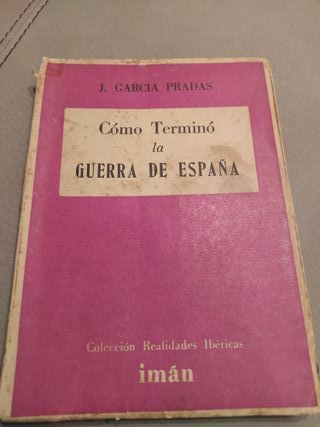 J. GARCIA PRADAS
Cómo Terminó
la
GUERRA DE ESPAÑA
Colección Realidades Ibéricas
imán